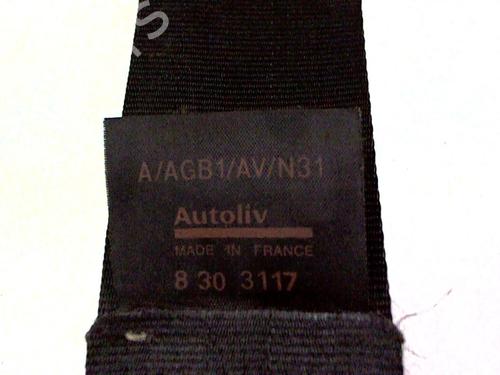 A/AGB1/AV/N31
Autoliv
MADE IN FRANCE
8 30 3117